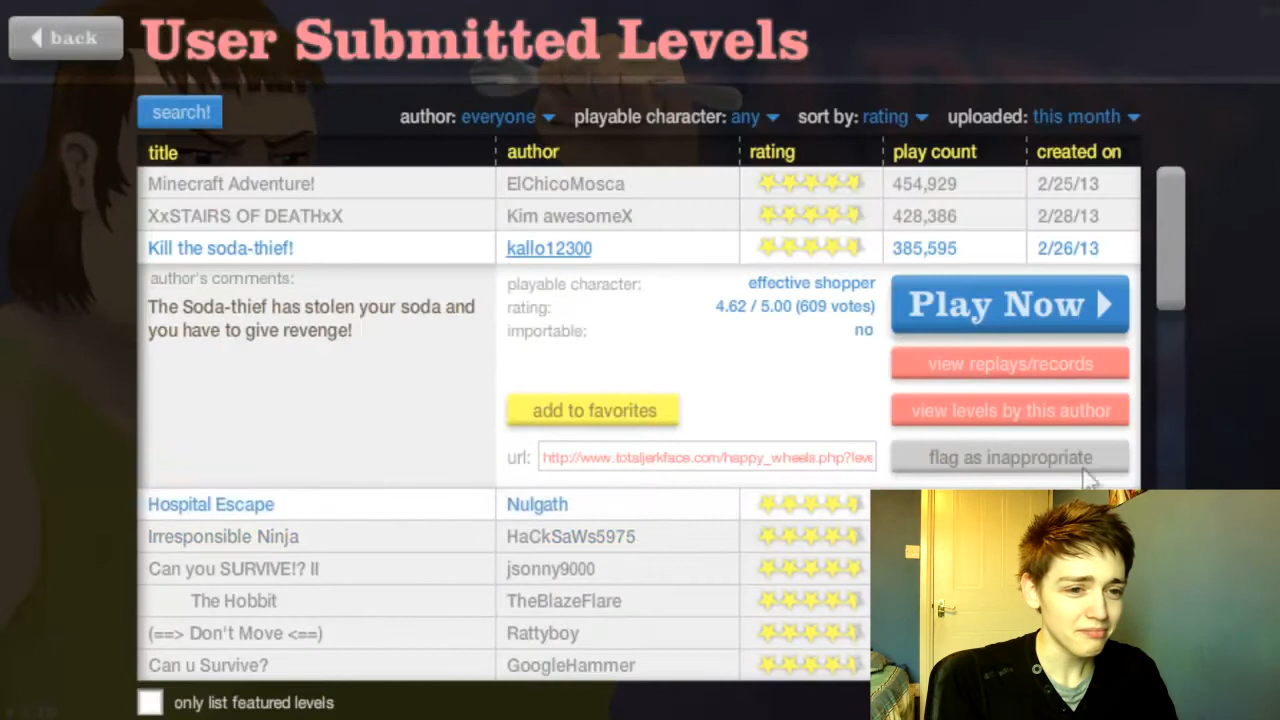 back
User Submitted Levels
search!
author: everyone playable character: any sort by: rating uploaded: this month
title author rating play count created on
Minecraft Adventure! ElChicoMosca 454,929 2/25/13
XxSTAIRS OF DEATHxX Kim awesomeX 428,386 2/28/13
Kill the soda-thief! kallo12300 385,595 2/26/13
author's comments:
The Soda-thief has stolen your soda and
you have to give revenge!
playable character: effective shopper
rating: 4.62 / 5.00 (609 votes)
importable: no
add to favorites
url: http://www.totaljerkface.com/happy_wheels.php?leve
Play Now
view replays/records
view levels by this author
flag as inappropriate
Hospital Escape Nulgath
Irresponsible Ninja HaCkSaWs5975
Can you SURVIVE!? II jsonny9000
The Hobbit TheBlazeFlare
(==> Don't Move <==) Rattyboy
Can u Survive? GoogleHammer
only list featured levels